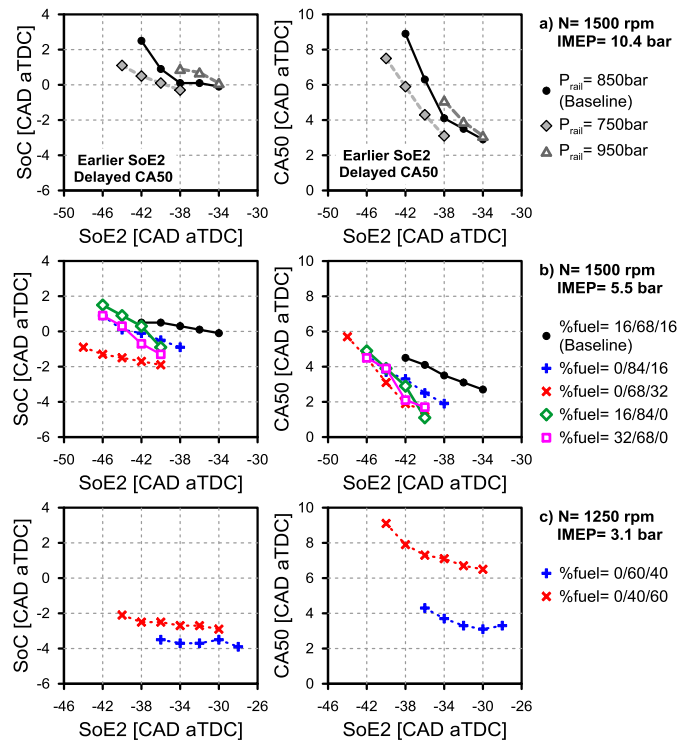 4
2
0
-2
-4
-6
SoC [CAD aTDC]
Earlier SoE2
Delayed CA50
-50 -46 -42 -38 -34 -30
SoE2 [CAD aTDC]
10
8
6
4
2
0
CA50 [CAD aTDC]
Earlier SoE2
Delayed CA50
-50 -46 -42 -38 -34 -30
SoE2 [CAD aTDC]
a) N= 1500 rpm
IMEP= 10.4 bar
Prail= 850bar
(Baseline)
Prail= 750bar
Prail= 950bar
4
2
0
-2
-4
-6
SoC [CAD aTDC]
-50 -46 -42 -38 -34 -30
SoE2 [CAD aTDC]
10
8
6
4
2
0
CA50 [CAD aTDC]
-50 -46 -42 -38 -34 -30
SoE2 [CAD aTDC]
b) N= 1500 rpm
IMEP= 5.5 bar
%fuel= 16/68/16
(Baseline)
%fuel= 0/84/16
%fuel= 0/68/32
%fuel= 16/84/0
%fuel= 32/68/0
4
2
0
-2
-4
-6
SoC [CAD aTDC]
-46 -42 -38 -34 -30 -26
SoE2 [CAD aTDC]
10
8
6
4
2
0
CA50 [CAD aTDC]
-46 -42 -38 -34 -30 -26
SoE2 [CAD aTDC]
c) N= 1250 rpm
IMEP= 3.1 bar
%fuel= 0/60/40
%fuel= 0/40/60